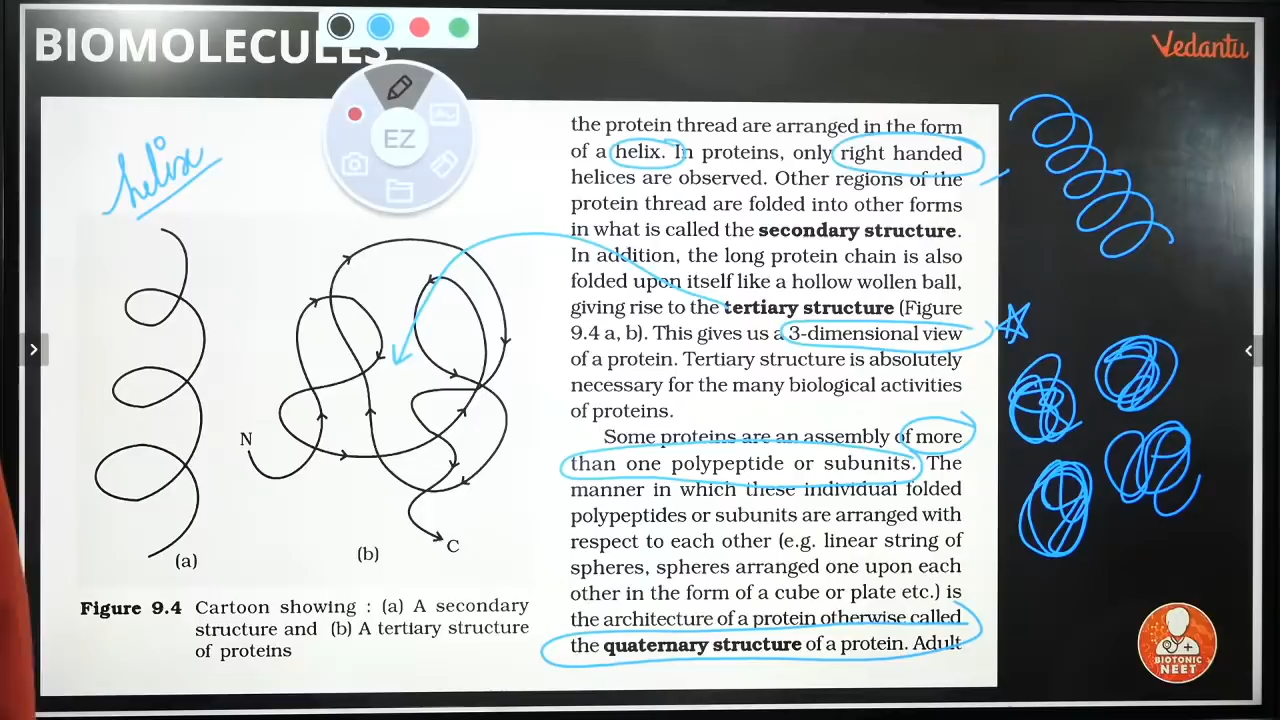 BIOMOLECULES
Vedantu
EZ
helix
the protein thread are arranged in the form
of a helix. In proteins, only right handed
helices are observed. Other regions of the
protein thread are folded into other forms
in what is called the secondary structure.
In addition, the long protein chain is also
folded upon itself like a hollow wollen ball,
giving rise to the tertiary structure (Figure
9.4 a, b). This gives us a 3-dimensional view
of a protein. Tertiary structure is absolutely
necessary for the many biological activities
of proteins.
Some proteins are an assembly of more
than one polypeptide or subunits. The
manner in which these individual folded
polypeptides or subunits are arranged with
respect to each other (e.g. linear string of
spheres, spheres arranged one upon each
other in the form of a cube or plate etc.) is
the architecture of a protein otherwise called
the quaternary structure of a protein. Adult
N
C
(a)
(b)
Figure 9.4 Cartoon showing : (a) A secondary
structure and (b) A tertiary structure
of proteins
BIOTONIC
NEET